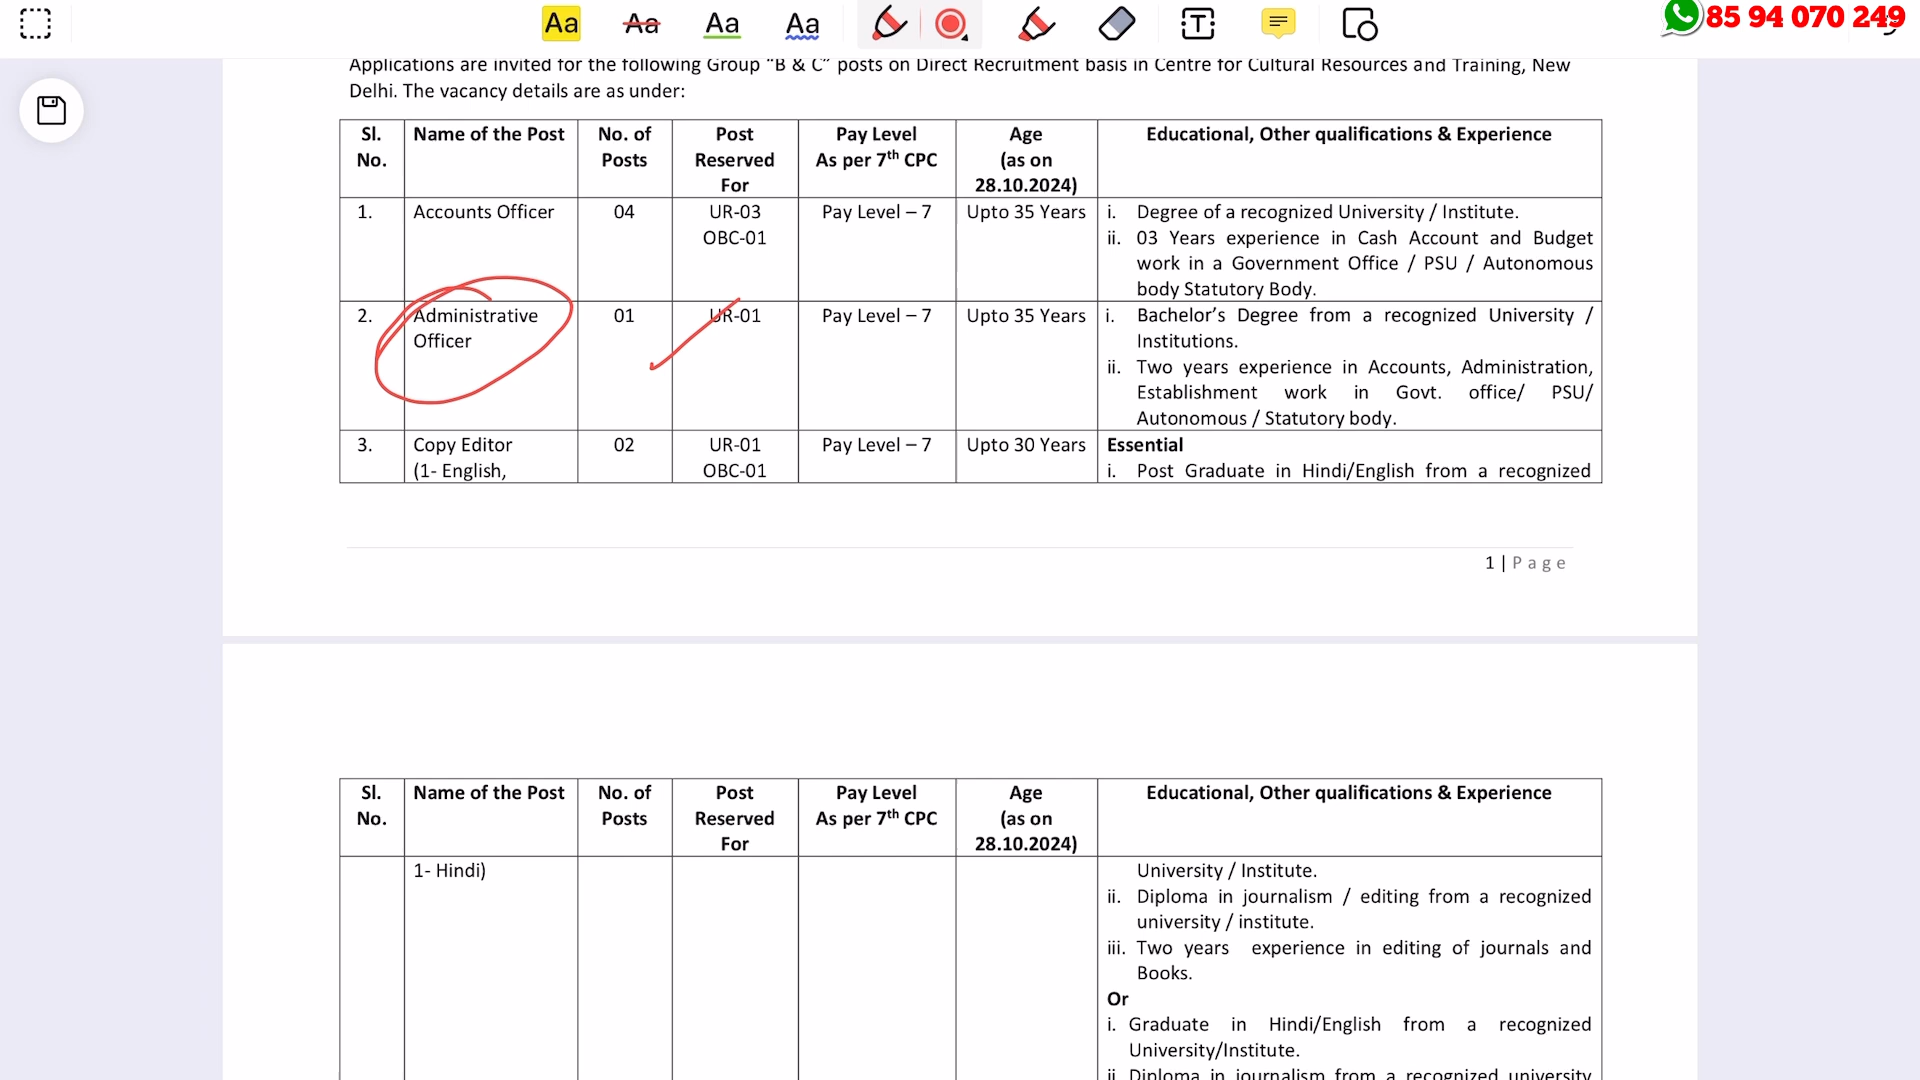 Aa Aa Aa Aa T
85 94 070 249
Applications are invited for the following Group "B & C" posts on Direct Recruitment basis in Centre for Cultural Resources and Training, New
Delhi. The vacancy details are as under:
Sl. No. Name of the Post No. of Posts Post Reserved For Pay Level As per 7th CPC Age (as on 28.10.2024) Educational, Other qualifications & Experience
1. Accounts Officer 04 UR-03 Pay Level – 7 Upto 35 Years i. Degree of a recognized University / Institute.
OBC-01 ii. 03 Years experience in Cash Account and Budget
work in a Government Office / PSU / Autonomous
body Statutory Body.
2. Administrative 01 UR-01 Pay Level – 7 Upto 35 Years i. Bachelor's Degree from a recognized University /
Officer Institutions.
ii. Two years experience in Accounts, Administration,
Establishment work in Govt. office/ PSU/
Autonomous / Statutory body.
3. Copy Editor 02 UR-01 Pay Level – 7 Upto 30 Years Essential
(1- English, OBC-01 i. Post Graduate in Hindi/English from a recognized
1 | Page
Sl. No. Name of the Post No. of Posts Post Reserved For Pay Level As per 7th CPC Age (as on 28.10.2024) Educational, Other qualifications & Experience
1- Hindi) University / Institute.
ii. Diploma in journalism / editing from a recognized
university / institute.
iii. Two years experience in editing of journals and
Books.
Or
i. Graduate in Hindi/English from a recognized
University/Institute.
ii. Diploma in journalism from a recognized university